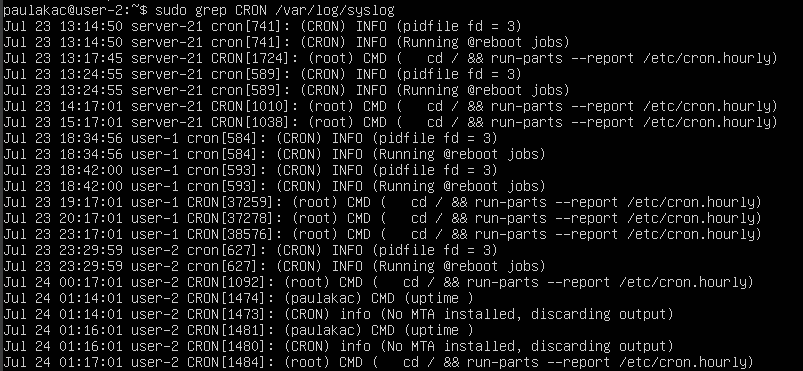 paulakac@user-2:~$ sudo grep CRON /var/log/syslog
Jul 23 13:14:50 server-21 cron[741]: (CRON) INFO (pidfile fd = 3)
Jul 23 13:14:50 server-21 cron[741]: (CRON) INFO (Running @reboot jobs)
Jul 23 13:17:45 server-21 CRON[1724]: (root) CMD (   cd / && run-parts --report /etc/cron.hourly)
Jul 23 13:24:55 server-21 cron[589]: (CRON) INFO (pidfile fd = 3)
Jul 23 13:24:55 server-21 cron[589]: (CRON) INFO (Running @reboot jobs)
Jul 23 14:17:01 server-21 CRON[1010]: (root) CMD (   cd / && run-parts --report /etc/cron.hourly)
Jul 23 15:17:01 server-21 CRON[1038]: (root) CMD (   cd / && run-parts --report /etc/cron.hourly)
Jul 23 18:34:56 user-1 cron[584]: (CRON) INFO (pidfile fd = 3)
Jul 23 18:34:56 user-1 cron[584]: (CRON) INFO (Running @reboot jobs)
Jul 23 18:42:00 user-1 cron[593]: (CRON) INFO (pidfile fd = 3)
Jul 23 18:42:00 user-1 cron[593]: (CRON) INFO (Running @reboot jobs)
Jul 23 19:17:01 user-1 CRON[37259]: (root) CMD (   cd / && run-parts --report /etc/cron.hourly)
Jul 23 20:17:01 user-1 CRON[37278]: (root) CMD (   cd / && run-parts --report /etc/cron.hourly)
Jul 23 23:17:01 user-1 CRON[38576]: (root) CMD (   cd / && run-parts --report /etc/cron.hourly)
Jul 23 23:29:59 user-2 cron[627]: (CRON) INFO (pidfile fd = 3)
Jul 23 23:29:59 user-2 cron[627]: (CRON) INFO (Running @reboot jobs)
Jul 24 00:17:01 user-2 CRON[1092]: (root) CMD (   cd / && run-parts --report /etc/cron.hourly)
Jul 24 01:14:01 user-2 CRON[1474]: (paulakac) CMD (uptime )
Jul 24 01:14:01 user-2 CRON[1473]: (CRON) info (No MTA installed, discarding output)
Jul 24 01:16:01 user-2 CRON[1481]: (paulakac) CMD (uptime )
Jul 24 01:16:01 user-2 CRON[1480]: (CRON) info (No MTA installed, discarding output)
Jul 24 01:17:01 user-2 CRON[1484]: (root) CMD (   cd / && run-parts --report /etc/cron.hourly)